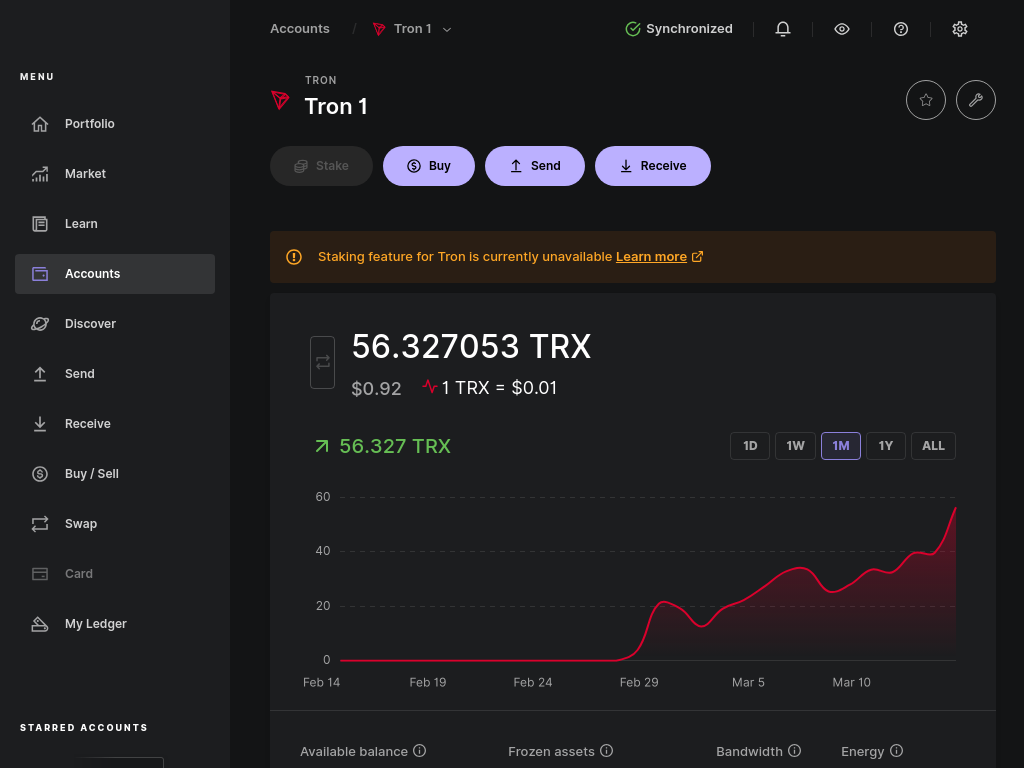 Accounts / Tron 1
Synchronized
MENU
Portfolio
Market
Learn
Accounts
Discover
Send
Receive
Buy / Sell
Swap
Card
My Ledger
STARRED ACCOUNTS
TRON
Tron 1
Stake
Buy
Send
Receive
Staking feature for Tron is currently unavailable Learn more
56.327053 TRX
$0.92 1 TRX = $0.01
56.327 TRX
1D 1W 1M 1Y ALL
60
40
20
0
Feb 14 Feb 19 Feb 24 Feb 29 Mar 5 Mar 10
Available balance Frozen assets Bandwidth Energy